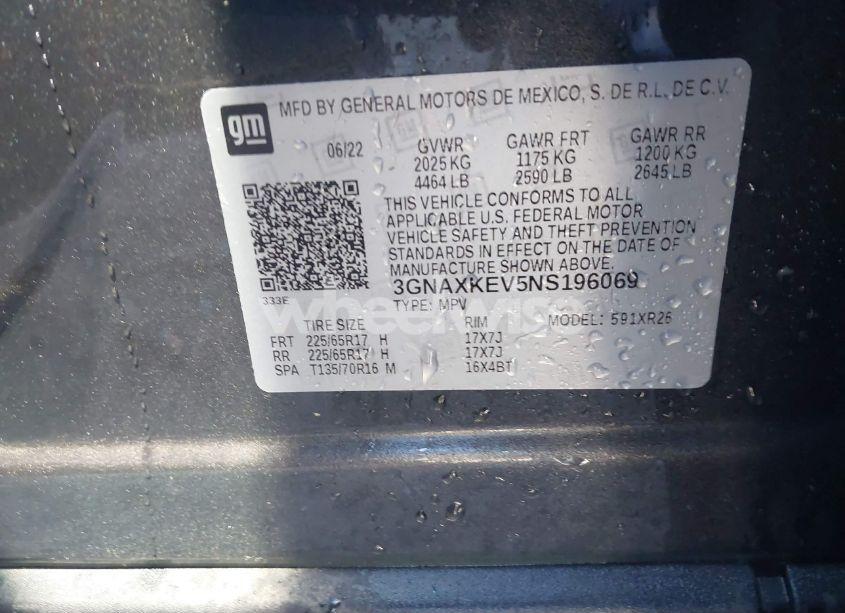 MFD BY GENERAL MOTORS DE MEXICO, S. DE R.L. DE C.V.
gm
06/22 GVWR GAWR FRT GAWR RR
2025 KG 1175 KG 1200 KG
4464 LB 2590 LB 2645 LB
THIS VEHICLE CONFORMS TO ALL
APPLICABLE U.S. FEDERAL MOTOR
VEHICLE SAFETY AND THEFT PREVENTION
STANDARDS IN EFFECT ON THE DATE OF
MANUFACTURE SHOWN ABOVE.
333E
3GNAXKEV5NS196069
TYPE: MPV
MODEL: 591XR26
TIRE SIZE RIM
FRT 225/65R17 H 17X7J
RR 225/65R17 H 17X7J
SPA T135/70R16 M 16X4BT
wheelwise